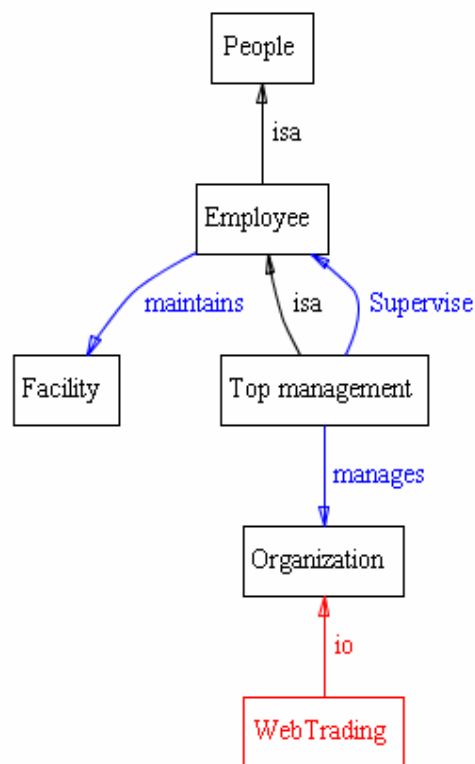 People
isa
Employee
maintains
isa
Supervise
Facility
Top management
manages
Organization
io
WebTrading